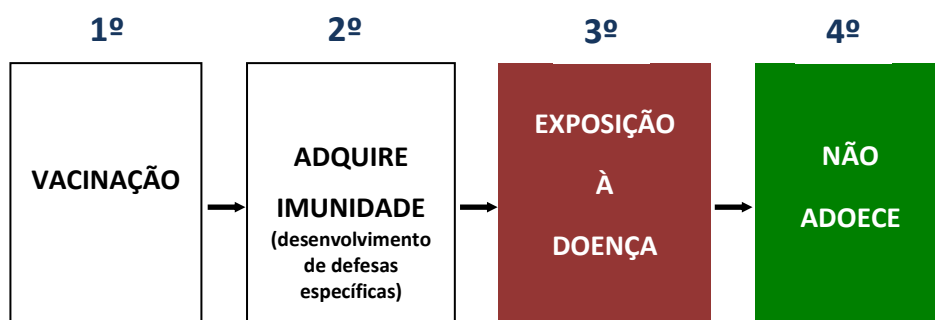 1º
2º
3º
4º
VACINAÇÃO
ADQUIRE
IMUNIDADE
(desenvolvimento
de defesas
específicas)
EXPOSIÇÃO
À
DOENÇA
NÃO
ADOECE